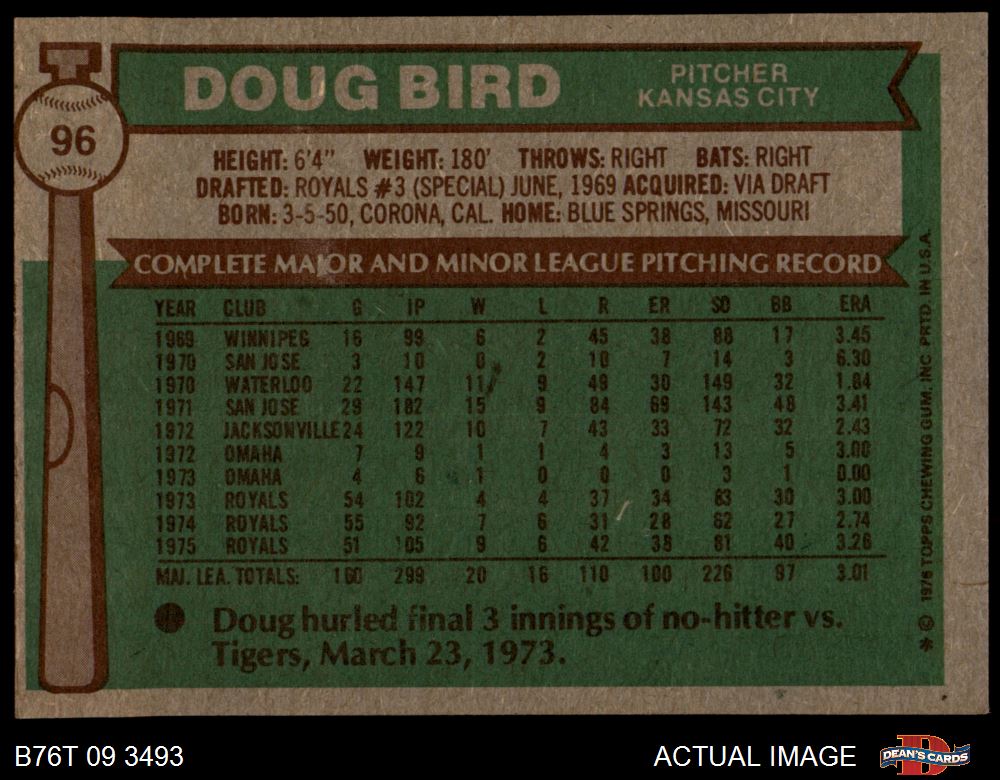 96
DOUG BIRD
PITCHER
KANSAS CITY
HEIGHT: 6'4" WEIGHT: 180' THROWS: RIGHT BATS: RIGHT
DRAFTED: ROYALS #3 (SPECIAL) JUNE, 1969 ACQUIRED: VIA DRAFT
BORN: 3-5-50, CORONA, CAL. HOME: BLUE SPRINGS, MISSOURI
COMPLETE MAJOR AND MINOR LEAGUE PITCHING RECORD
YEAR CLUB G IP W L R ER SO BB ERA
1969 WINNIPEG 16 99 6 2 45 38 88 17 3.45
1970 SAN JOSE 3 10 0 2 10 7 14 3 6.30
1970 WATERLOO 22 147 11 9 49 30 149 32 1.84
1971 SAN JOSE 29 182 15 9 84 69 143 48 3.41
1972 JACKSONVILLE 24 122 10 7 43 33 72 32 2.43
1972 OMAHA 7 9 1 1 4 3 13 5 3.00
1973 OMAHA 4 6 1 0 0 0 3 1 0.00
1973 ROYALS 54 102 4 4 37 34 83 30 3.00
1974 ROYALS 55 92 7 6 31 28 62 27 2.74
1975 ROYALS 51 105 9 6 42 38 81 40 3.26
MAJ. LEA. TOTALS: 160 299 20 16 110 100 226 97 3.01
Doug hurled final 3 innings of no-hitter vs.
Tigers, March 23, 1973.
* © 1976 TOPPS CHEWING GUM, INC. PRTD. IN U.S.A.
B76T 09 3493
ACTUAL IMAGE
DEAN'S CARDS